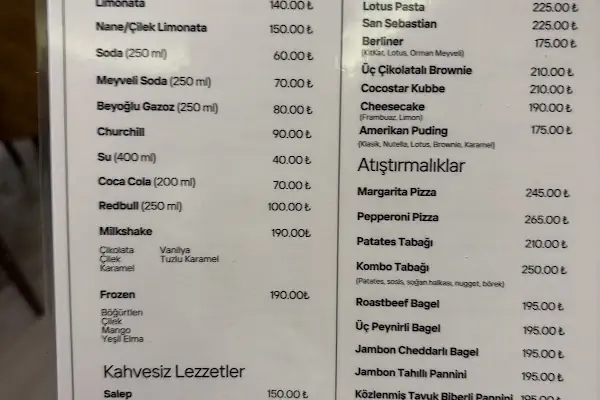 Limonata 140.00 ₺
Nane/Çilek Limonata 150.00 ₺
Soda (250 ml) 60.00 ₺
Meyveli Soda (250 ml) 70.00 ₺
Beyoğlu Gazoz (250 ml) 80.00 ₺
Churchill 90.00 ₺
Su (400 ml) 40.00 ₺
Coca Cola (200 ml) 70.00 ₺
Redbull (250 ml) 100.00 ₺
Milkshake 190.00₺
Çikolata Vanilya
Çilek Tuzlu Karamel
Karamel
Frozen 190.00₺
Böğürtlen
Çilek
Mango
Yeşil Elma
Kahvesiz Lezzetler
Salep 150.00 ₺
Lotus Pasta 225.00 ₺
San Sebastian 225.00 ₺
Berliner 175.00 ₺
(KitKat, Lotus, Orman Meyveli)
Üç Çikolatalı Brownie 210.00 ₺
Cocostar Kubbe 210.00 ₺
Cheesecake 190.00 ₺
(Frambuaz, Limon)
Amerikan Puding 175.00 ₺
(Klasik, Nutella, Lotus, Brownie, Karamel)
Atıştırmalıklar
Margarita Pizza 245.00 ₺
Pepperoni Pizza 265.00 ₺
Patates Tabağı 210.00 ₺
Kombo Tabağı 250.00 ₺
(Patates, sosis, soğan halkası, nugget, börek)
Roastbeef Bagel 195.00 ₺
Üç Peynirli Bagel 195.00 ₺
Jambon Cheddarlı Bagel 195.00 ₺
Jambon Tahıllı Pannini 195.00 ₺
Közlenmiş Tavuk Biberli Pannini 195.00 ₺